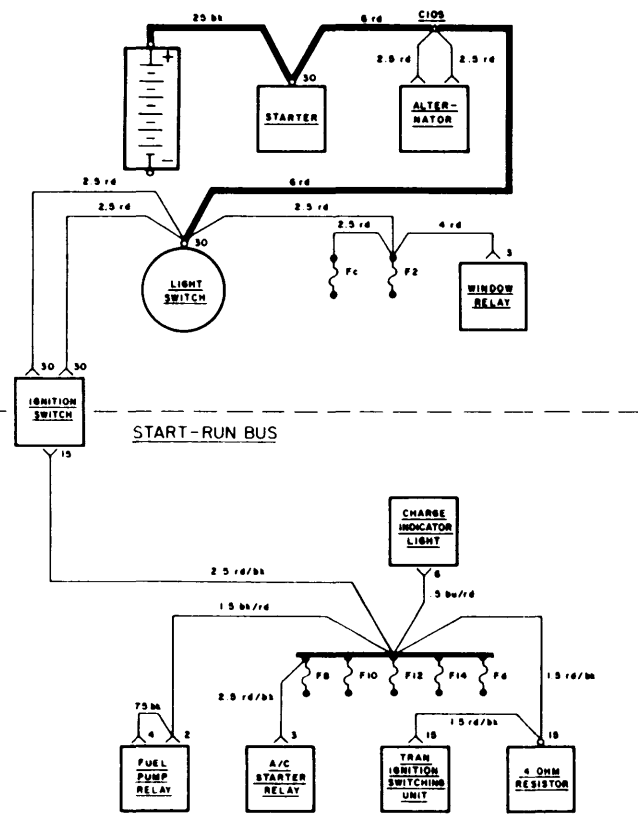 25 bk
6 rd
C105
2.5 rd
2.5 rd
+
30
STARTER
ALTER-
NATOR
-
2.5 rd
6 rd
2.5 rd
2.5 rd
30
2.5 rd
4 rd
3
LIGHT
SWITCH
Fc
F2
WINDOW
RELAY
30
30
IGNITION
SWITCH
START-RUN BUS
15
CHARGE
INDICATOR
LIGHT
6
2.5 rd/bk
.5 bu/rd
1.5 bk/rd
F8
F10
F12
F14
Fd
1.5 rd/bk
2.5 rd/bk
.75 bk
1.5 rd/bk
4
2
3
15
15
FUEL
PUMP
RELAY
A/C
STARTER
RELAY
TRAN
IGNITION
SWITCHING
UNIT
.4 OHM
RESISTOR